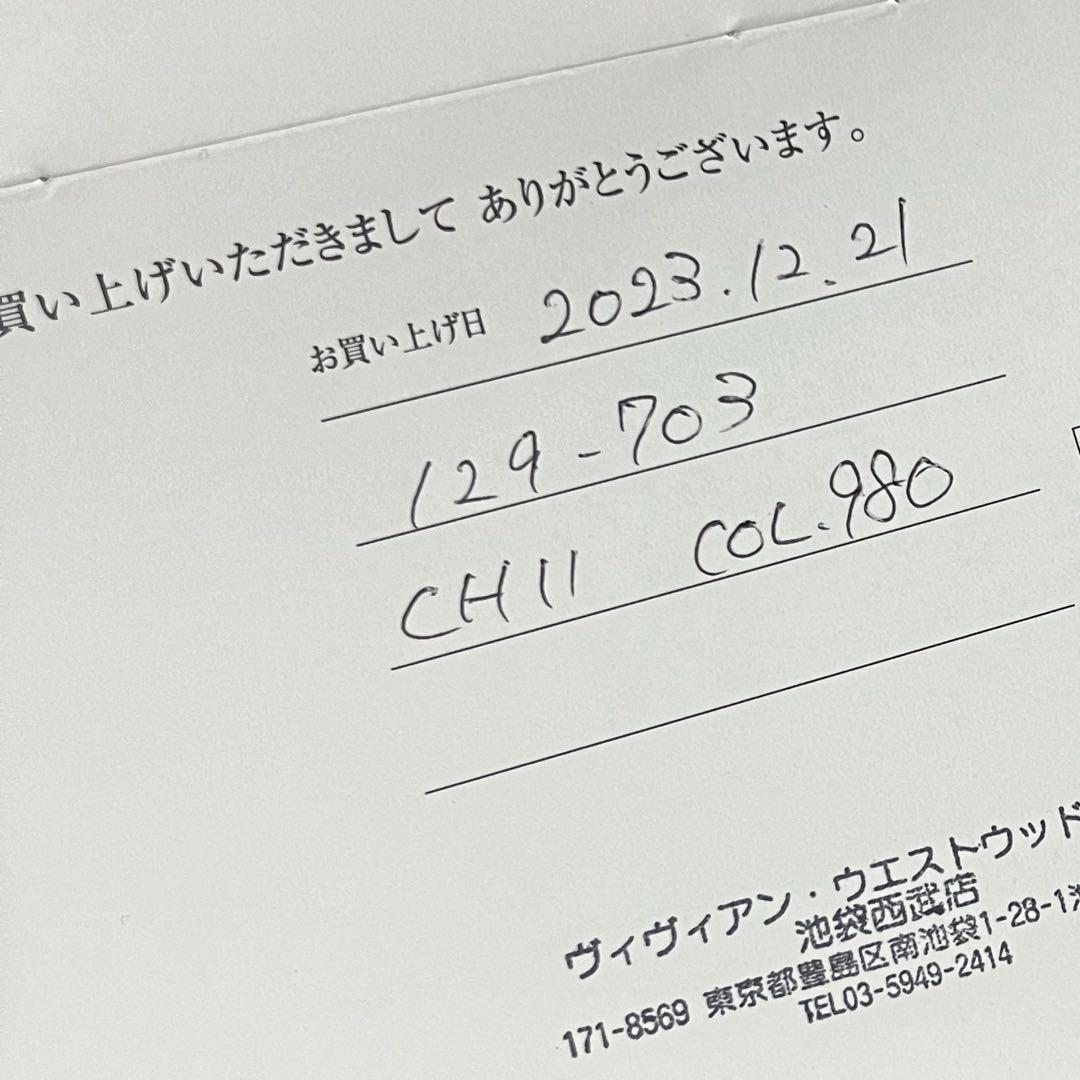 買い上げいただきまして ありがとうございます。
お買い上げ日 2023.12.21
129-703
CH11 COL.980
ヴィヴィアン・ウエストウッド
池袋西武店
171-8569 東京都豊島区南池袋1-28-1
TEL03-5949-2414